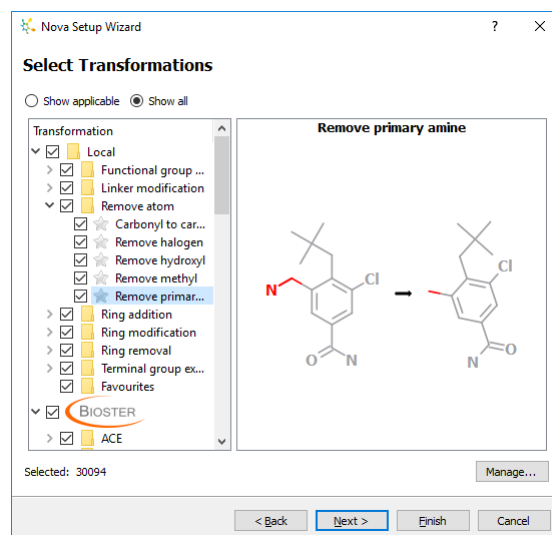 Nova Setup Wizard
?
X
Select Transformations
Show applicable
Show all
Transformation
Local
Functional group ...
Linker modification
Remove atom
Carbonyl to car...
Remove halogen
Remove hydroxyl
Remove methyl
Remove primar...
Ring addition
Ring modification
Ring removal
Terminal group ex...
Favourites
BIOSTER
ACE
Remove primary amine
N
Cl
O
N
Cl
O
N
Selected: 30094
Manage...
< Back
Next >
Finish
Cancel